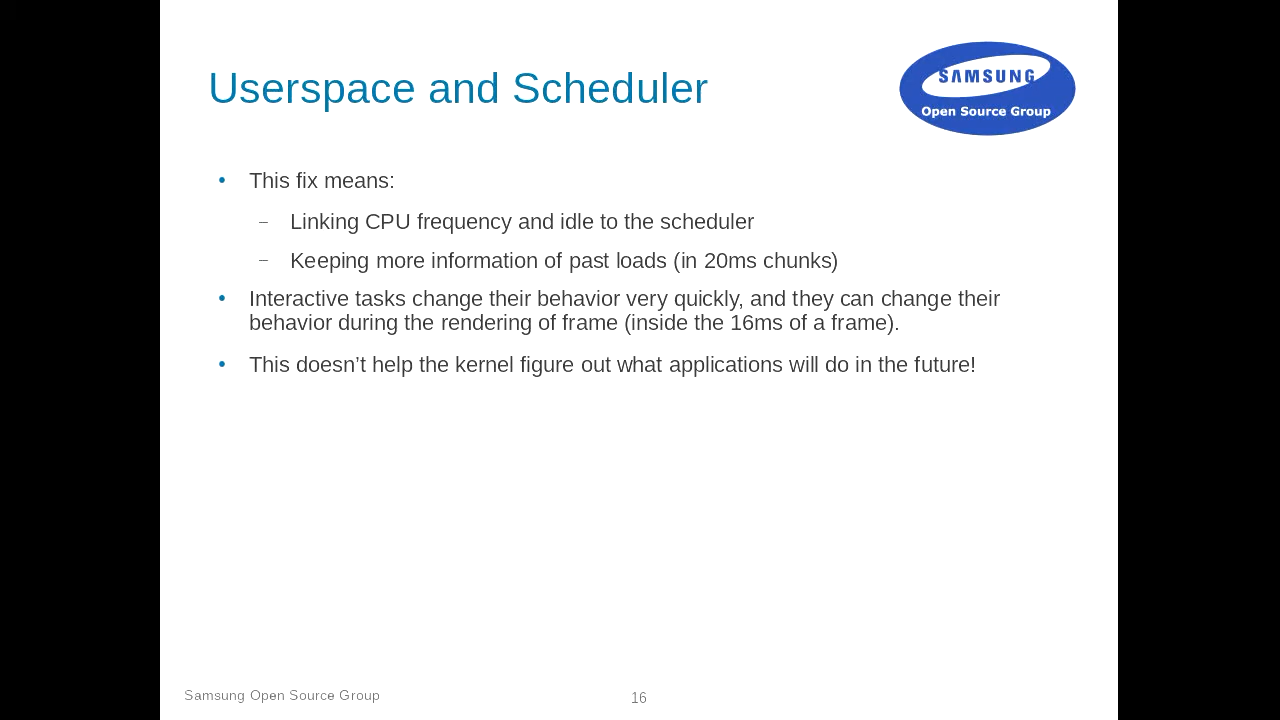 Userspace and Scheduler
SAMSUNG
Open Source Group
• This fix means:
– Linking CPU frequency and idle to the scheduler
– Keeping more information of past loads (in 20ms chunks)
• Interactive tasks change their behavior very quickly, and they can change their
behavior during the rendering of frame (inside the 16ms of a frame).
• This doesn’t help the kernel figure out what applications will do in the future!
Samsung Open Source Group
16